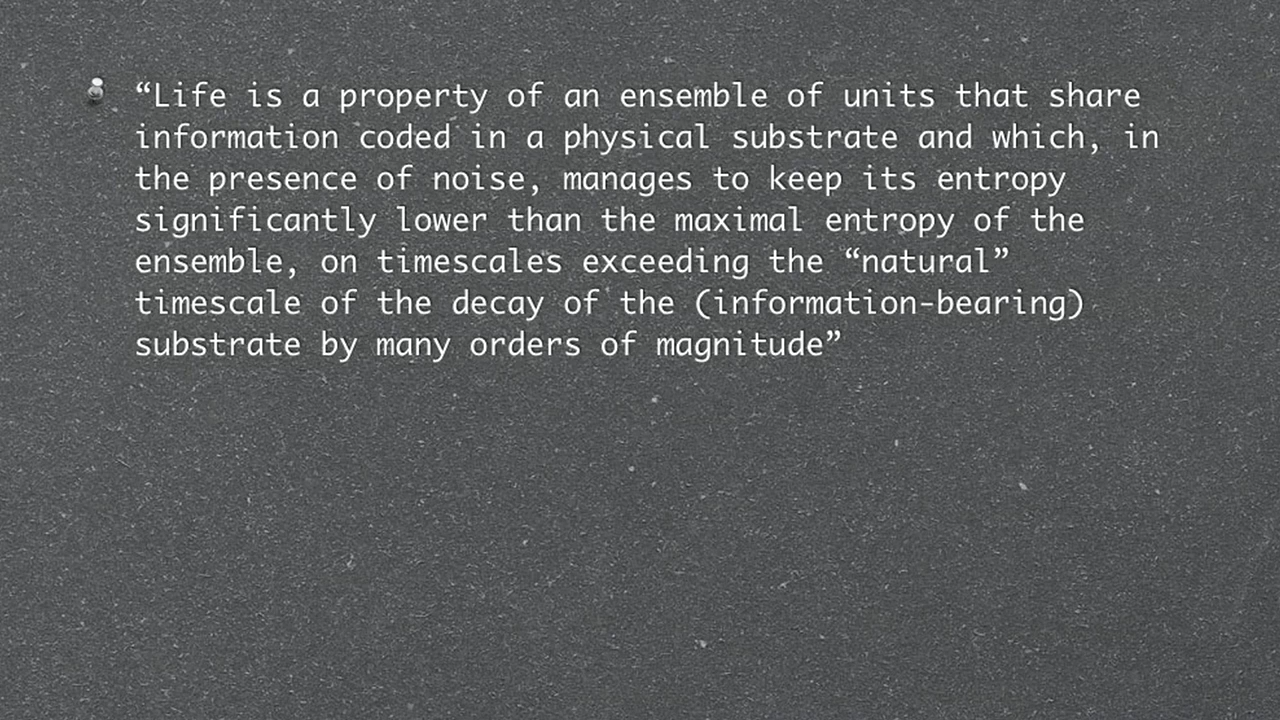 “Life is a property of an ensemble of units that share
information coded in a physical substrate and which, in
the presence of noise, manages to keep its entropy
significantly lower than the maximal entropy of the
ensemble, on timescales exceeding the “natural”
timescale of the decay of the (information-bearing)
substrate by many orders of magnitude”